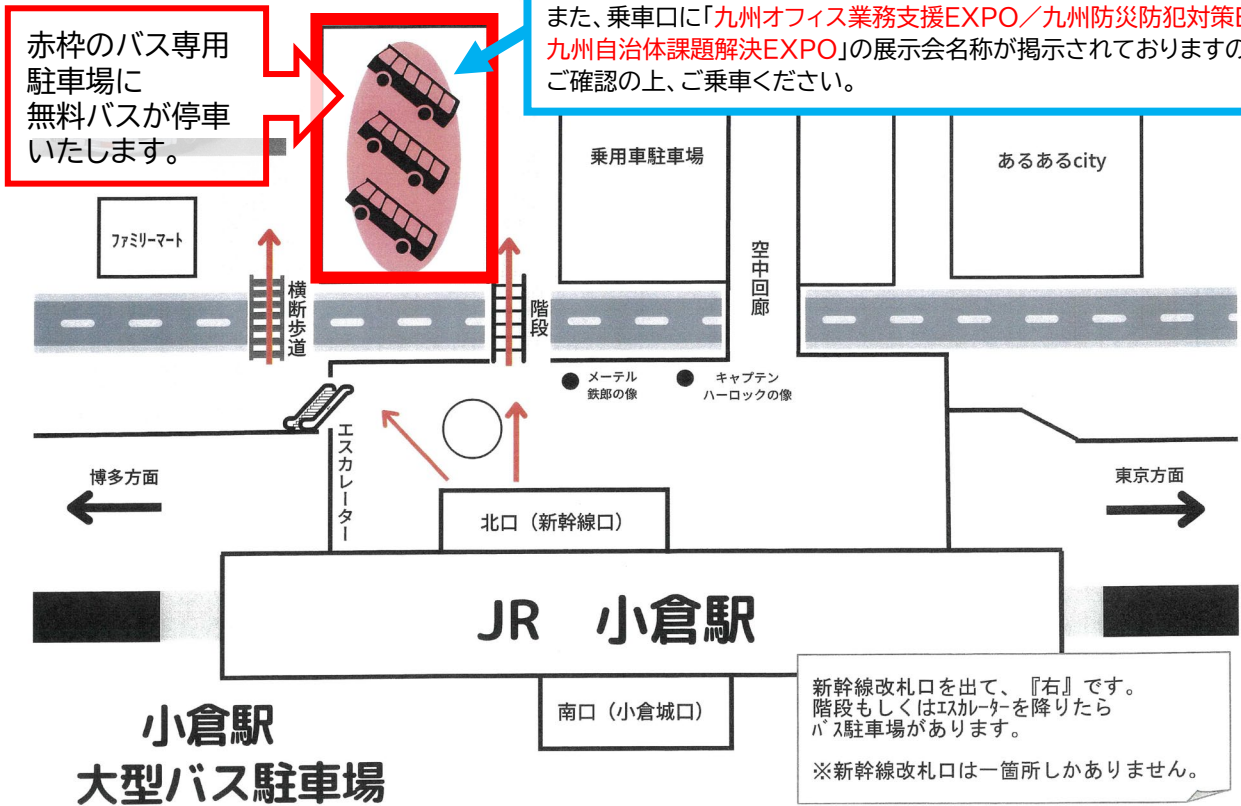 赤枠のバス専用
駐車場に
無料バスが停車
いたします。
また、乗車口に「九州オフィス業務支援EXPO／九州防災防犯対策E
九州自治体課題解決EXPO」の展示会名称が掲示されておりますの
ご確認の上、ご乗車ください。
乗用車駐車場
あるあるcity
ファミリーマート
空中回廊
横断歩道
階段
メーテル
鉄郎の像
キャプテン
ハーロックの像
エスカレーター
博多方面
東京方面
北口（新幹線口）
JR 小倉駅
南口（小倉城口）
小倉駅
大型バス駐車場
新幹線改札口を出て、『右』です。
階段もしくはエスカレーターを降りたら
バス駐車場があります。
※新幹線改札口は一箇所しかありません。